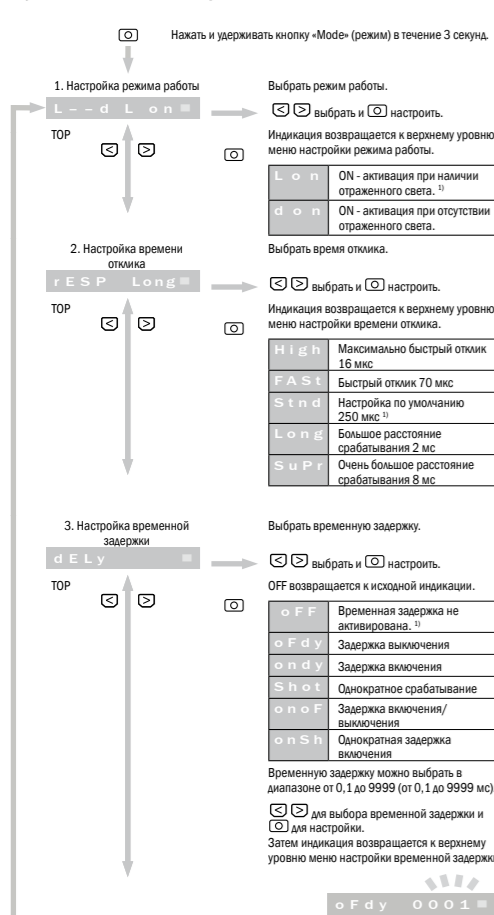 Нажать и удерживать кнопку «Mode» (режим) в течение 3 секунд.
1. Настройка режима работы
L--d L on
TOP
Выбрать режим работы.
выбрать и настроить.
Индикация возвращается к верхнему уровню
меню настройки режима работы.
L on ON - активация при наличии
отраженного света. 1)
d on ON - активация при отсутствии
отраженного света.
2. Настройка времени
отклика
rESP Long
TOP
Выбрать время отклика.
выбрать и настроить.
Индикация возвращается к верхнему уровню
меню настройки времени отклика.
High Максимально быстрый отклик
16 мкс
FASt Быстрый отклик 70 мкс
Stnd Настройка по умолчанию
250 мкс 1)
Long Большое расстояние
срабатывания 2 мс
SuPr Очень большое расстояние
срабатывания 8 мс
3. Настройка временной
задержки
dELy
TOP
Выбрать временную задержку.
выбрать и настроить.
OFF возвращается к исходной индикации.
oFF Временная задержка не
активирована. 1)
oFdy Задержка выключения
ondy Задержка включения
Shot Однократное срабатывание
onoF Задержка включения/
выключения
onSh Однократная задержка
включения
Временную задержку можно выбрать в
диапазоне от 0,1 до 9999 (от 0,1 до 9999 мс)
для выбора временной задержки и
для настройки.
Затем индикация возвращается к верхнему
уровню меню настройки временной задержк
oFdy 0001